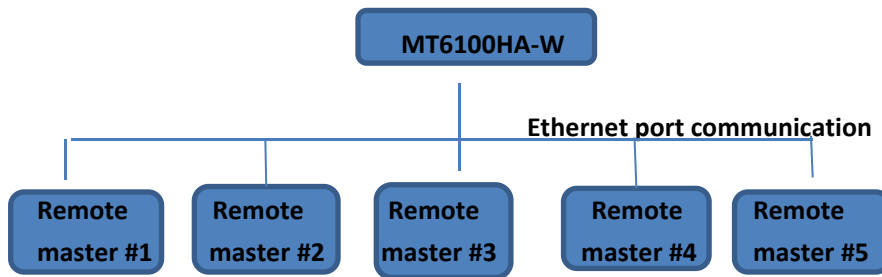 MT6100HA-W
Ethernet port communication
Remote
master #1
Remote
master #2
Remote
master #3
Remote
master #4
Remote
master #5